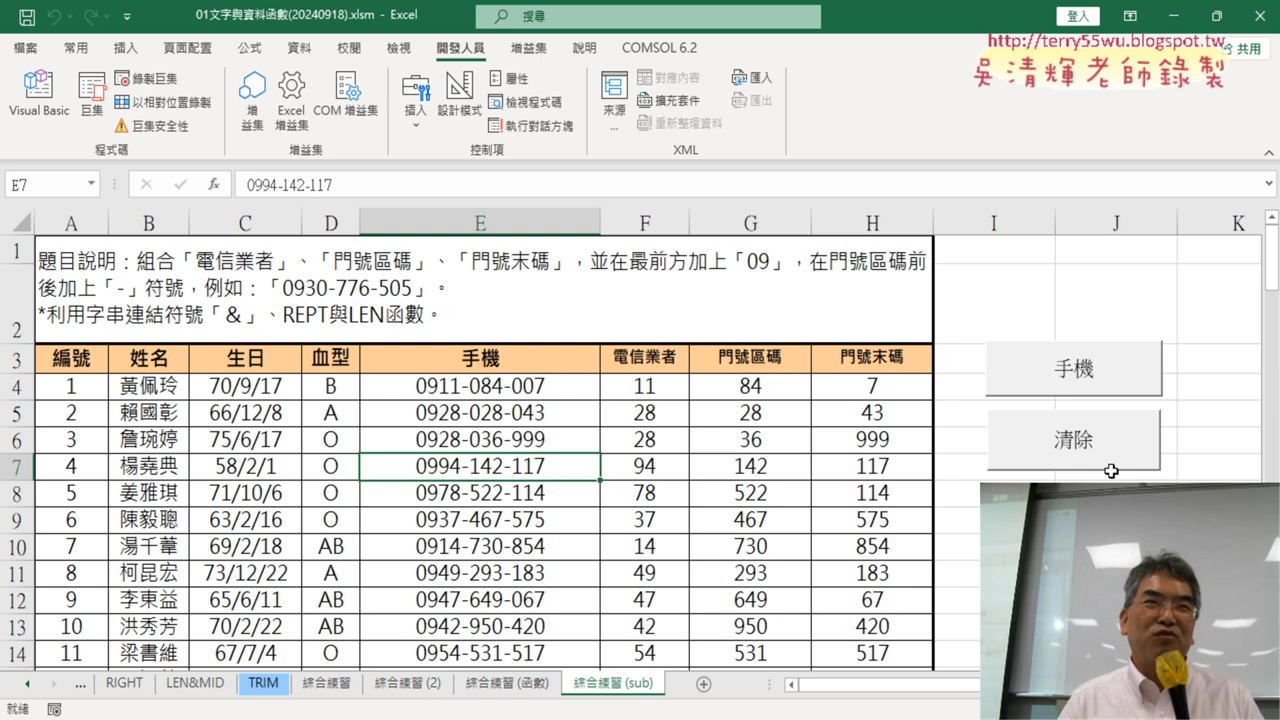 01文字與資料函數(20240918).xlsm - Excel
搜尋
登入
檔案 常用 插入 頁面配置 公式 資料 校閱 檢視 開發人員 增益集 說明 COMSOL 6.2
共用
http://terry55wu.blogspot.tw
吳清輝老師錄製
Visual Basic
巨集
錄製巨集
以相對位置錄製
巨集安全性
程式碼
增益集
Excel 增益集
COM 增益集
增益集
插入
設計模式
屬性
檢視程式碼
執行對話方塊
控制項
來源...
對應內容
擴充套件
重新整理資料
匯入
匯出
XML
E7
fx
0994-142-117
A B C D E F G H I J K
1 題目說明：組合「電信業者」、「門號區碼」、「門號末碼」，並在最前方加上「09」，在門號區碼前
後加上「-」符號，例如：「0930-776-505」。
2 *利用字串連結符號「&」、REPT與LEN函數。
3 編號 姓名 生日 血型 手機 電信業者 門號區碼 門號末碼
4 1 黃佩玲 70/9/17 B 0911-084-007 11 84 7
5 2 賴國彰 66/12/8 A 0928-028-043 28 28 43
6 3 詹琬婷 75/6/17 O 0928-036-999 28 36 999
7 4 楊堯典 58/2/1 O 0994-142-117 94 142 117
8 5 姜雅琪 71/10/6 O 0978-522-114 78 522 114
9 6 陳毅聰 63/2/16 O 0937-467-575 37 467 575
10 7 湯千葦 69/2/18 AB 0914-730-854 14 730 854
11 8 柯昆宏 73/12/22 A 0949-293-183 49 293 183
12 9 李東益 65/6/11 AB 0947-649-067 47 649 67
13 10 洪秀芳 70/2/22 AB 0942-950-420 42 950 420
14 11 梁書維 67/7/4 O 0954-531-517 54 531 517
手機
清除
... RIGHT LEN&MID TRIM 綜合練習 綜合練習 (2) 綜合練習 (函數) 綜合練習 (sub)
就緒